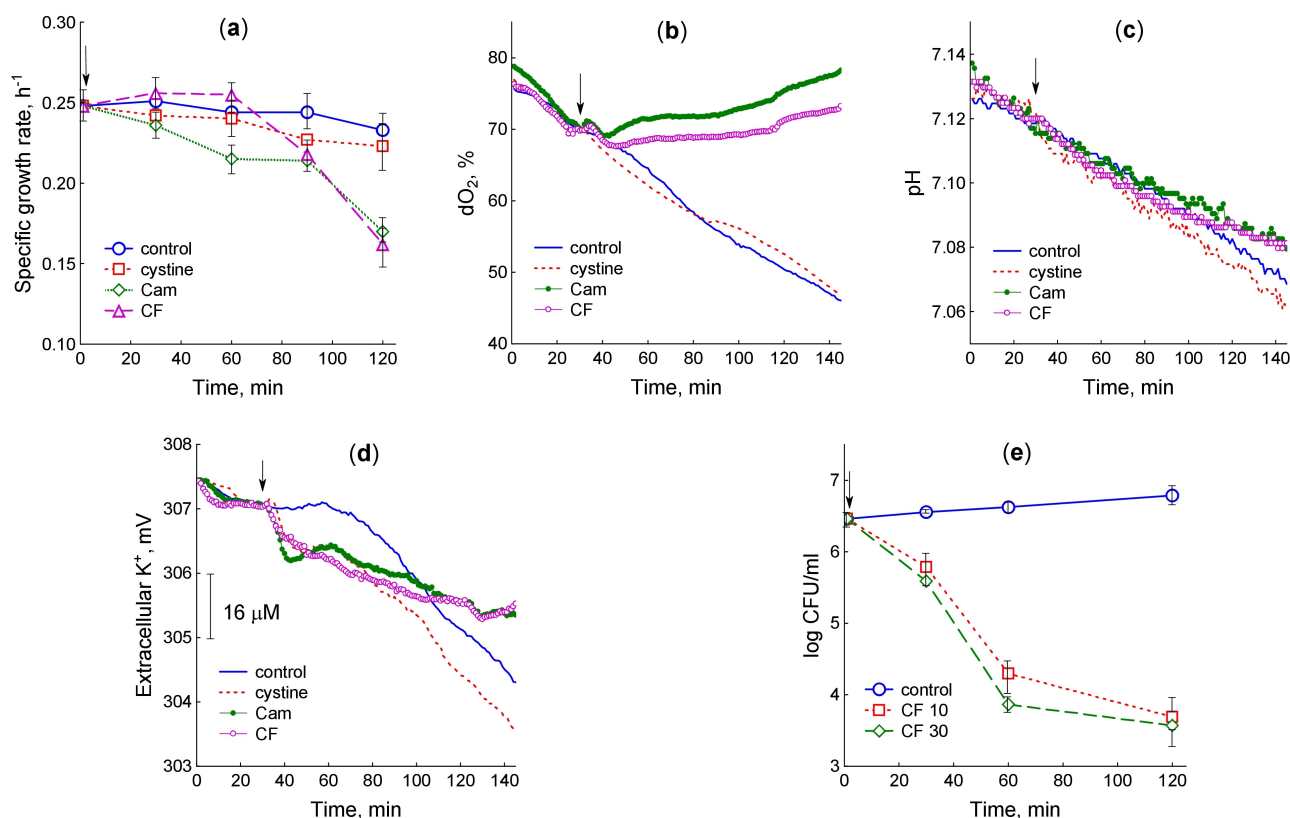 (a)
Specific growth rate, h-1
0.30
0.25
0.20
0.15
0.10
control
cystine
Cam
CF
0 20 40 60 80 100 120
Time, min
(b)
dO2, %
80
70
60
50
40
control
cystine
Cam
CF
0 20 40 60 80 100 120 140
Time, min
(c)
pH
7.14
7.12
7.10
7.08
7.06
control
cystine
Cam
CF
0 20 40 60 80 100 120 140
Time, min
(d)
Extracellular K+, mV
308
307
306
305
304
303
16 μM
control
cystine
Cam
CF
0 20 40 60 80 100 120 140
Time, min
(e)
log CFU/ml
7
6
5
4
3
control
CF 10
CF 30
0 20 40 60 80 100 120
Time, min